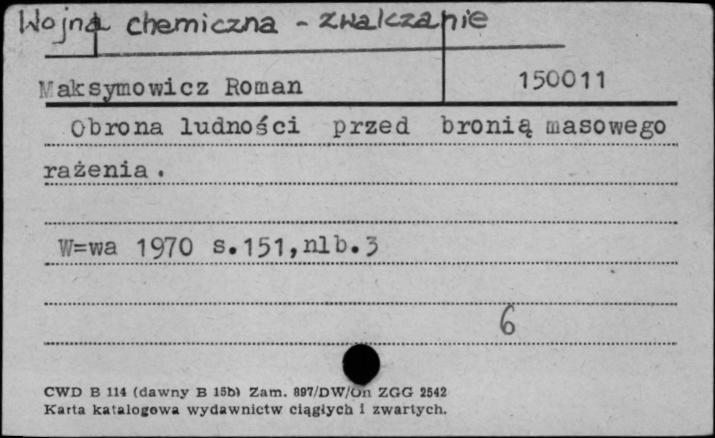 Wojna chemiczna - zwalczanie
Maksymowicz Roman 150011
Obrona ludności przed bronią masowego
rażenia.
W=wa 1970 s.151,nlb.3
6
CWD B 114 (dawny B 15b) Zam. 897/DW/On ZGG 2542
Karta katalogowa wydawnictw ciągłych i zwartych.